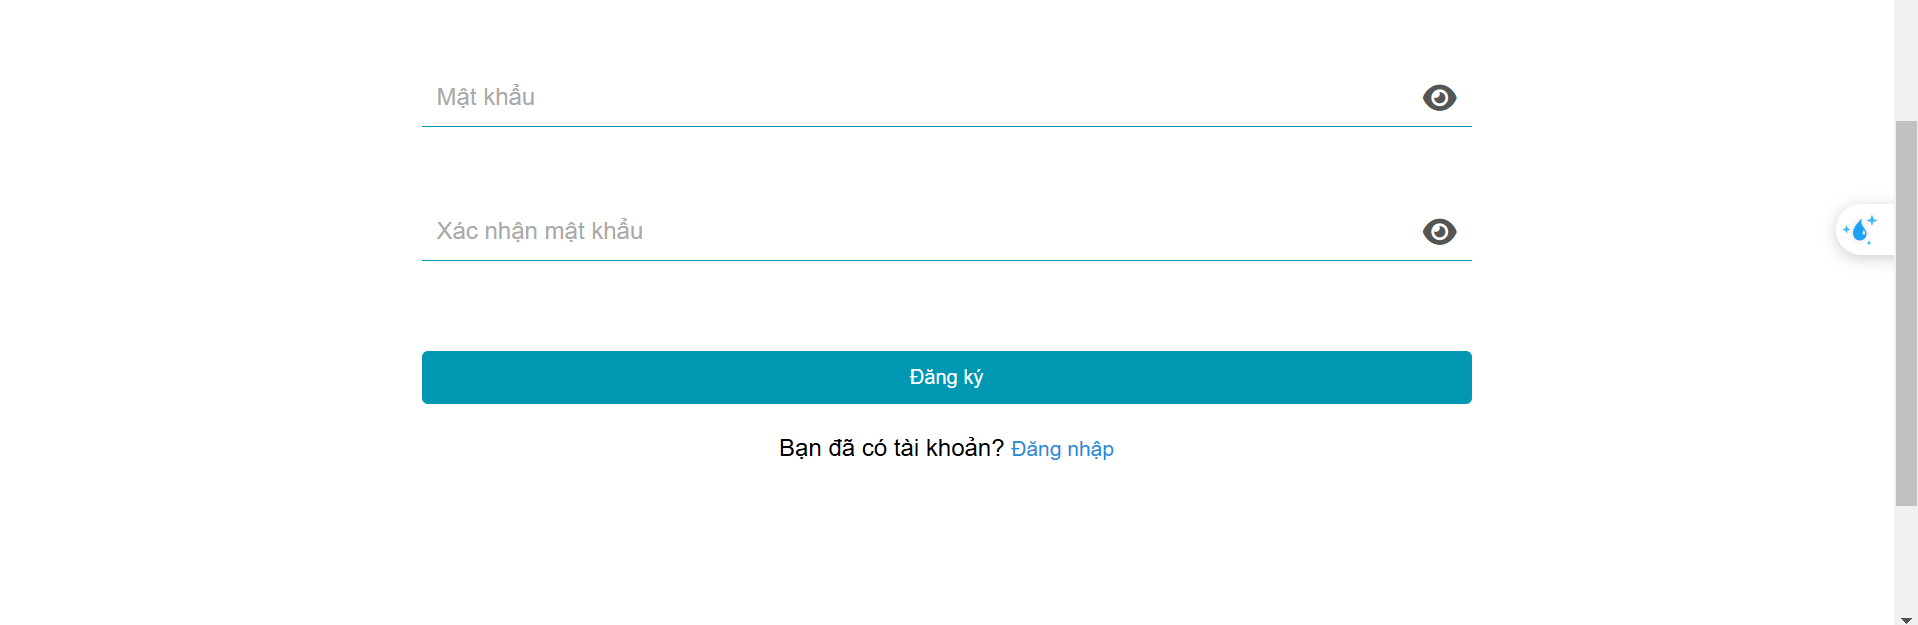 Mật khẩu
Xác nhận mật khẩu
Đăng ký
Bạn đã có tài khoản? Đăng nhập